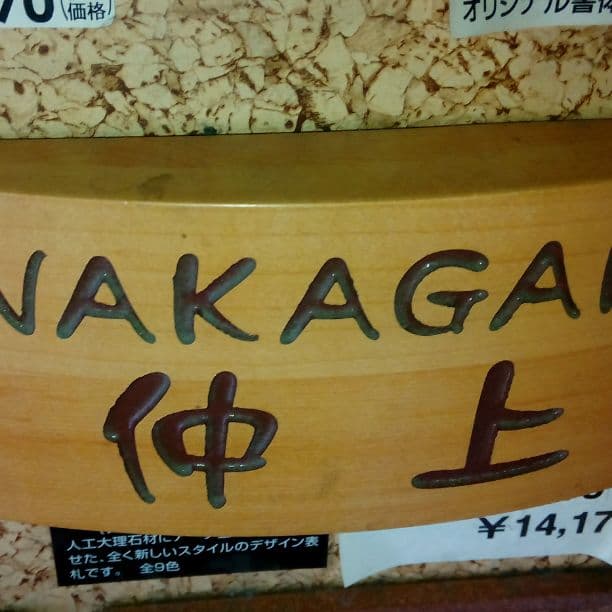 (価格)
オリジナル書体
NAKAGA
仲上
人工大理石材に
せた、全く新しいスタイルのデザイン表
札です。 全9色
¥14,17